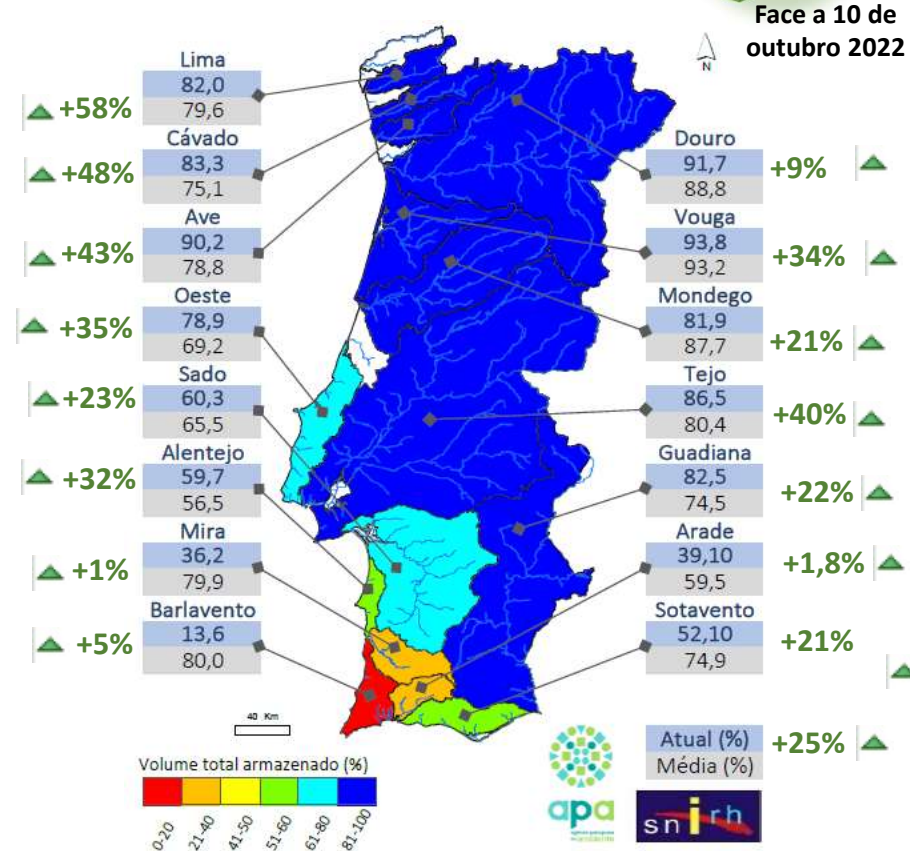 Face a 10 de
outubro 2022
N
Lima
82,0
79,6
+58%
Cávado
83,3
75,1
+48%
Ave
90,2
78,8
+43%
Oeste
78,9
69,2
+35%
Sado
60,3
65,5
+23%
Alentejo
59,7
56,5
+32%
Mira
36,2
79,9
+1%
Barlavento
13,6
80,0
+5%
Douro
91,7
88,8
+9%
Vouga
93,8
93,2
+34%
Mondego
81,9
87,7
+21%
Tejo
86,5
80,4
+40%
Guadiana
82,5
74,5
+22%
Arade
39,10
59,5
+1,8%
Sotavento
52,10
74,9
+21%
40 Km
Volume total armazenado (%)
0-20
21-40
41-50
51-60
61-80
81-100
apa
snirh
Atual (%)
Média (%)
+25%